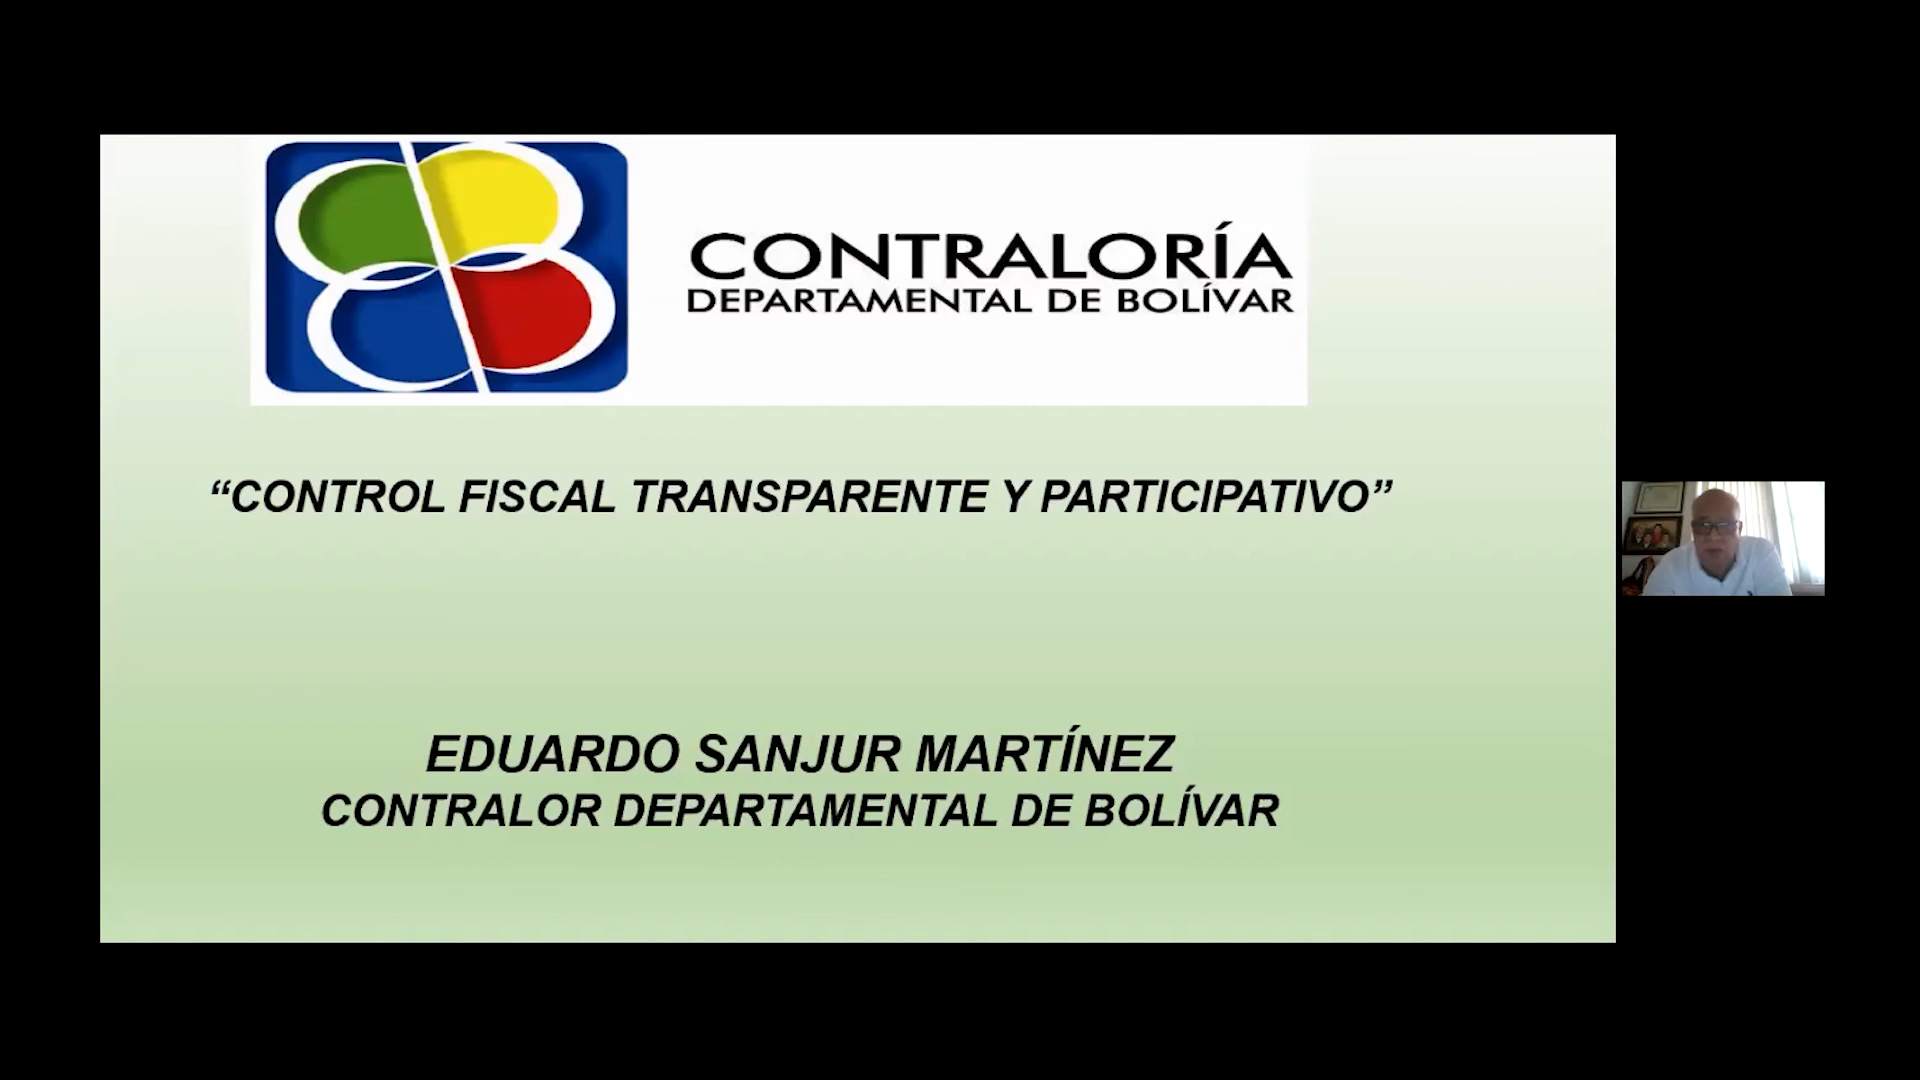 CONTRALORÍA
DEPARTAMENTAL DE BOLÍVAR
“CONTROL FISCAL TRANSPARENTE Y PARTICIPATIVO”
EDUARDO SANJUR MARTÍNEZ
CONTRALOR DEPARTAMENTAL DE BOLÍVAR